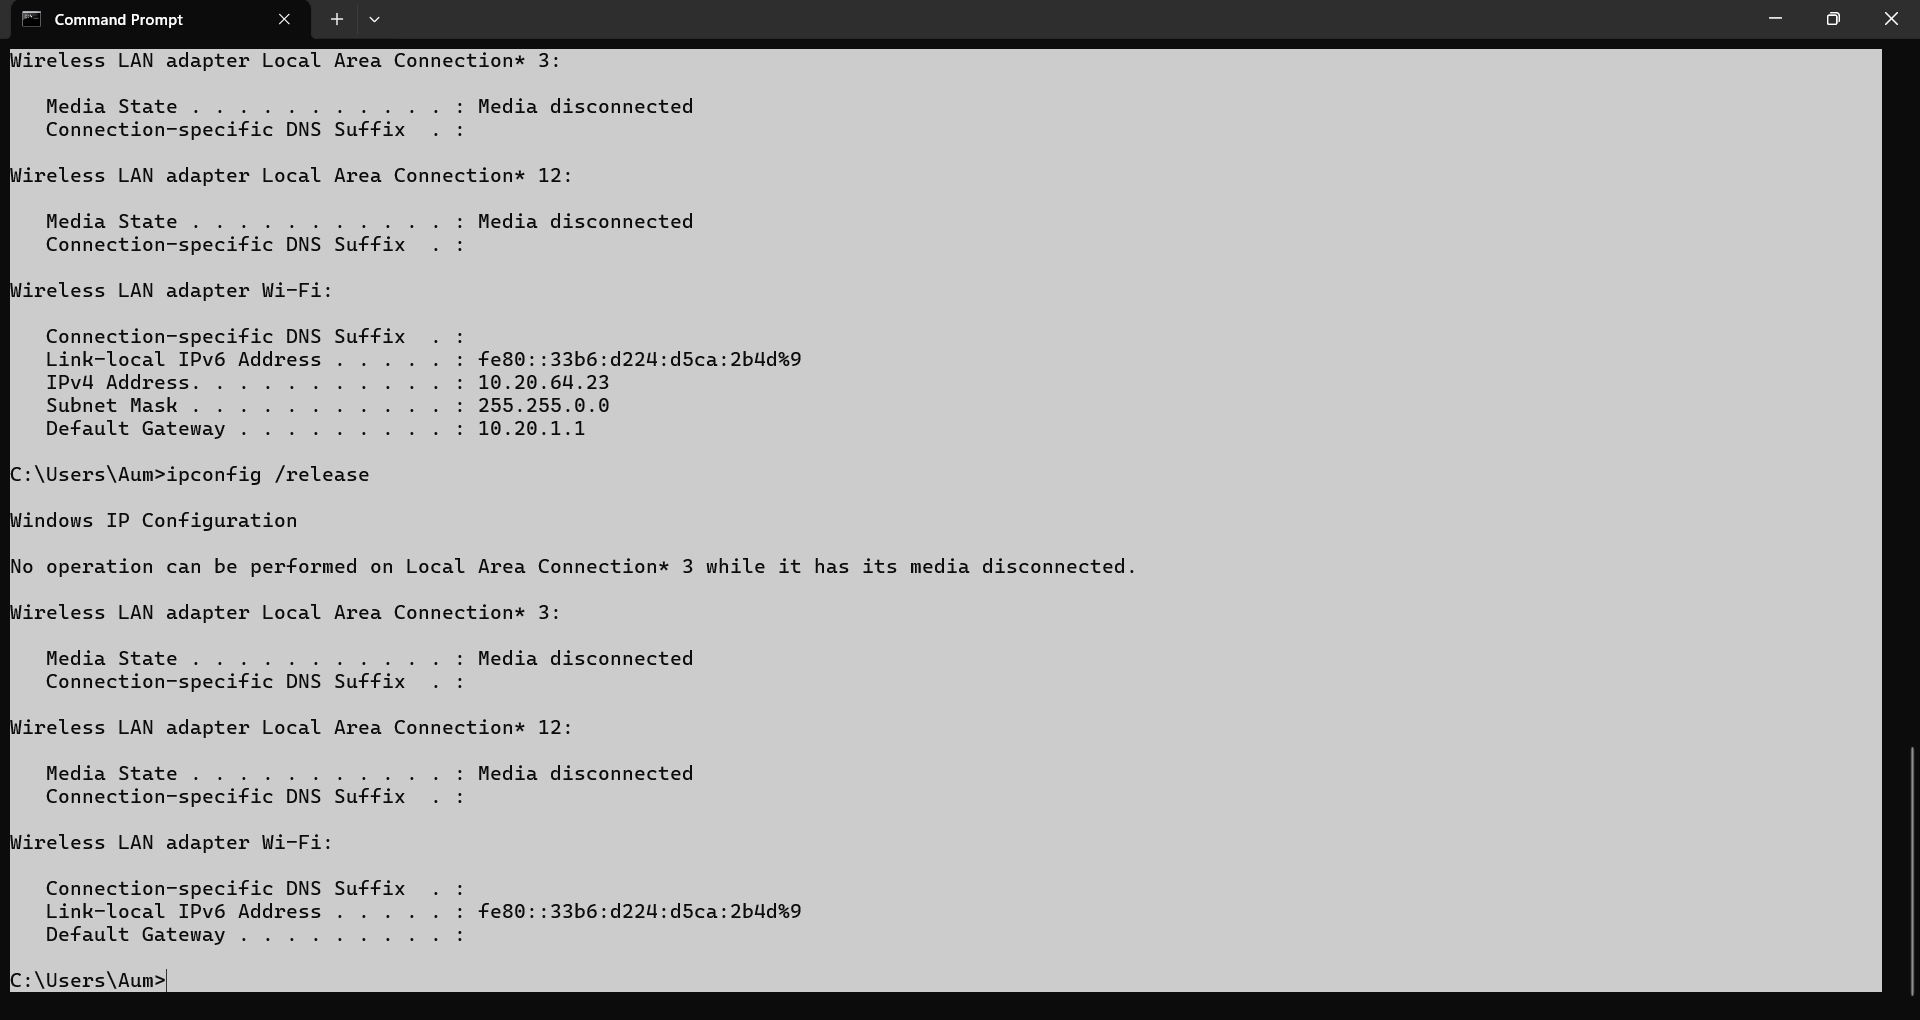 Command Prompt
Wireless LAN adapter Local Area Connection* 3:
   Media State . . . . . . . . . . . : Media disconnected
   Connection-specific DNS Suffix  . :
Wireless LAN adapter Local Area Connection* 12:
   Media State . . . . . . . . . . . : Media disconnected
   Connection-specific DNS Suffix  . :
Wireless LAN adapter Wi-Fi:
   Connection-specific DNS Suffix  . :
   Link-local IPv6 Address . . . . . : fe80::33b6:d224:d5ca:2b4d%9
   IPv4 Address. . . . . . . . . . . : 10.20.64.23
   Subnet Mask . . . . . . . . . . . : 255.255.0.0
   Default Gateway . . . . . . . . . : 10.20.1.1
C:\Users\Aum>ipconfig /release
Windows IP Configuration
No operation can be performed on Local Area Connection* 3 while it has its media disconnected.
Wireless LAN adapter Local Area Connection* 3:
   Media State . . . . . . . . . . . : Media disconnected
   Connection-specific DNS Suffix  . :
Wireless LAN adapter Local Area Connection* 12:
   Media State . . . . . . . . . . . : Media disconnected
   Connection-specific DNS Suffix  . :
Wireless LAN adapter Wi-Fi:
   Connection-specific DNS Suffix  . :
   Link-local IPv6 Address . . . . . : fe80::33b6:d224:d5ca:2b4d%9
   Default Gateway . . . . . . . . . :
C:\Users\Aum>